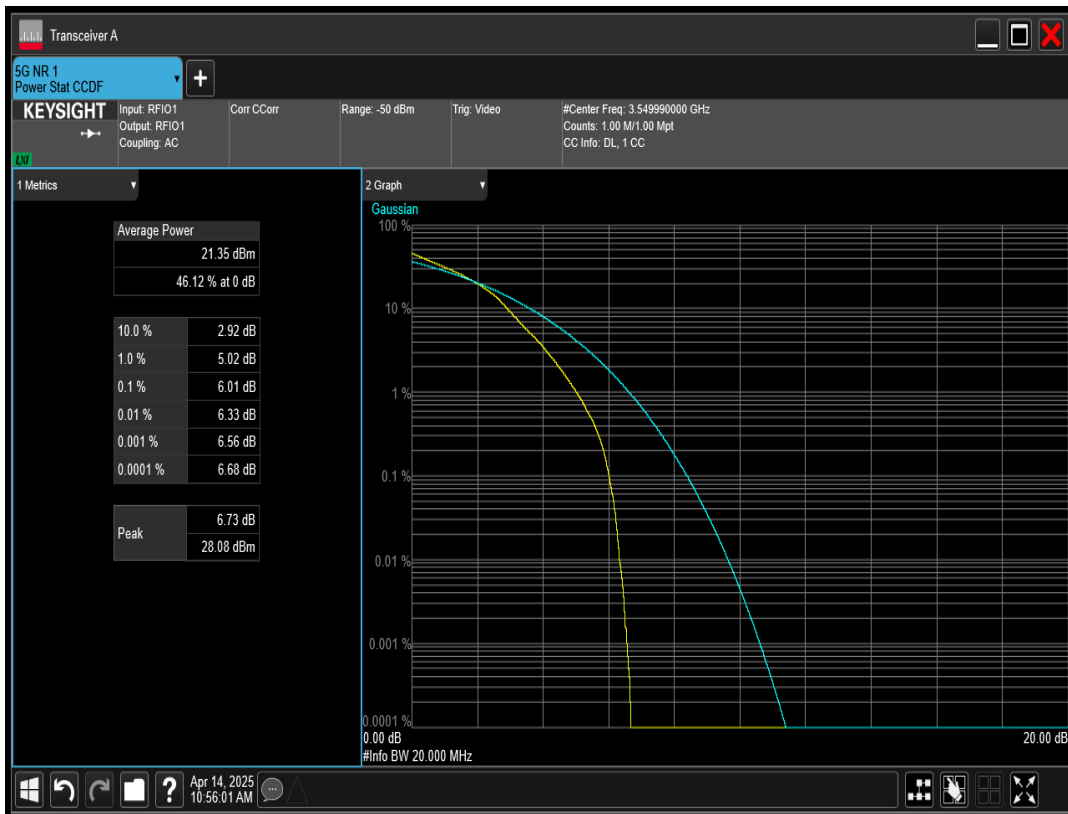 Transceiver A
5G NR 1
Power Stat CCDF
+
KEYSIGHT
LXI
Input: RFIO1
Output: RFIO1
Coupling: AC
Corr CCorr
Range: -50 dBm
Trig: Video
#Center Freq: 3.549990000 GHz
Counts: 1.00 M/1.00 Mpt
CC Info: DL, 1 CC
1 Metrics
Average Power
21.35 dBm
46.12 % at 0 dB
10.0 % 2.92 dB
1.0 % 5.02 dB
0.1 % 6.01 dB
0.01 % 6.33 dB
0.001 % 6.56 dB
0.0001 % 6.68 dB
Peak
6.73 dB
28.08 dBm
2 Graph
Gaussian
100 %
10 %
1 %
0.1 %
0.01 %
0.001 %
0.0001 %
0.00 dB 20.00 dB
#Info BW 20.000 MHz
?
Apr 14, 2025
10:56:01 AM